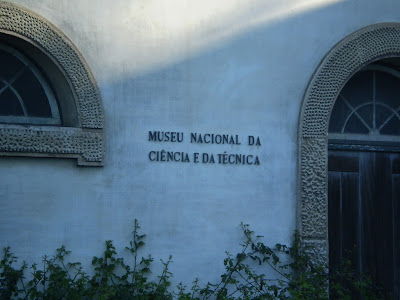 MUSEU NACIONAL DA
CIÊNCIA E DA TÉCNICA